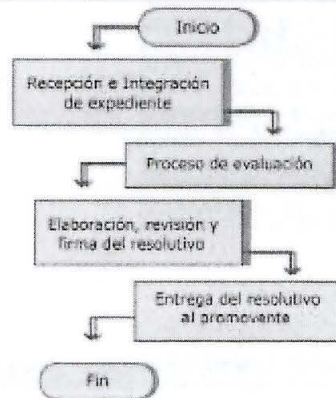 Inicio
Recepción e Integración
de expediente
Proceso de evaluación
Elaboración, revisión y
firma del resolutivo
Entrega del resolutivo
al promovente
Fin